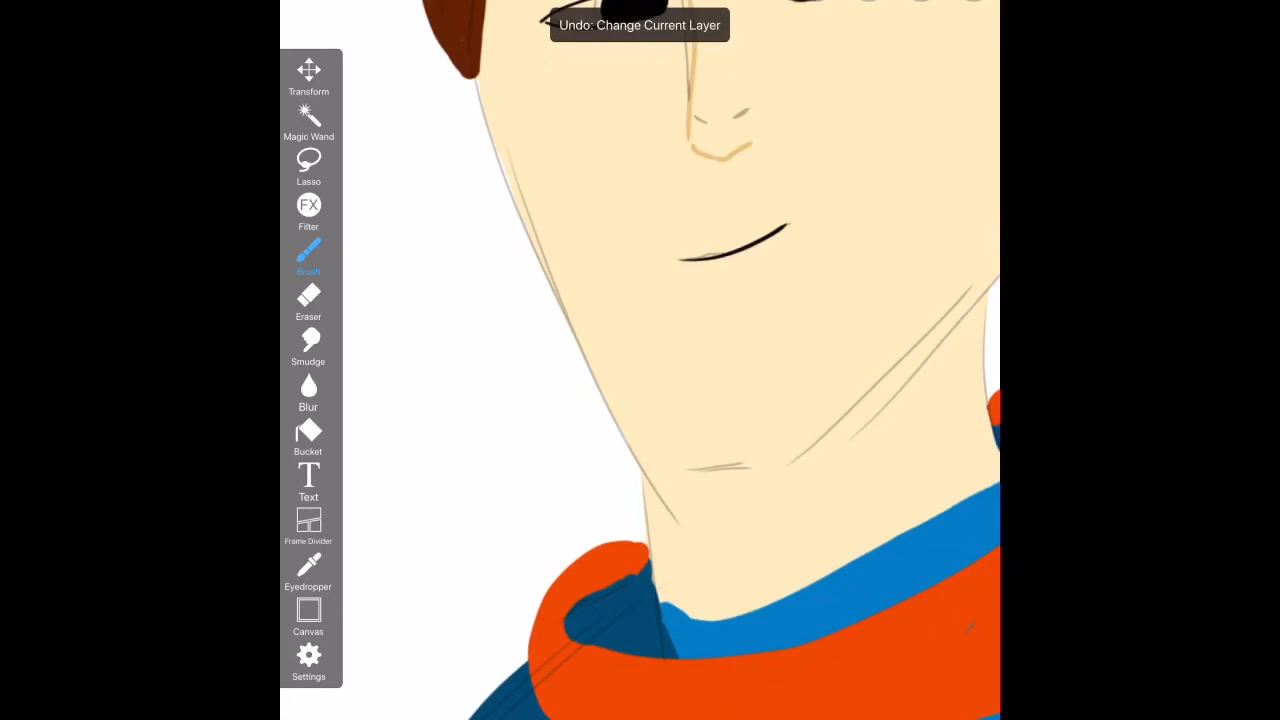 Undo: Change Current Layer
Transform
Magic Wand
Lasso
FX
Filter
Brush
Eraser
Smudge
Blur
Bucket
T
Text
Frame Divider
Eyedropper
Canvas
Settings